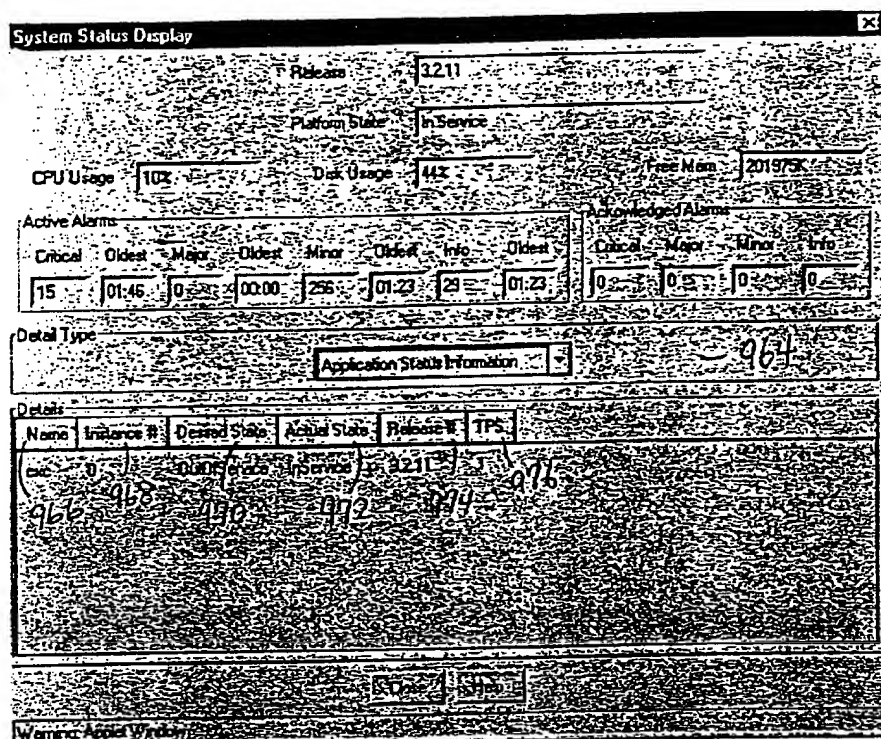 System Status Display
Release 3.2.11
Platform State In Service
CPU Usage 10% Disk Usage 44% Free Mem 201975K
Active Alarms Acknowledged Alarms
Critical Oldest Major Oldest Minor Oldest Info Oldest Critical Major Minor Info
15 01:46 0 00:00 256 01:23 29 01:23 0 0 0 0
Detail Type
Application Status Information 964
Details
Name Instance # Desired State Actual State Release # TPS
0 InService 3.2.11 1
966 968 970 972 974 976
Close Help
Warning: Applet Window